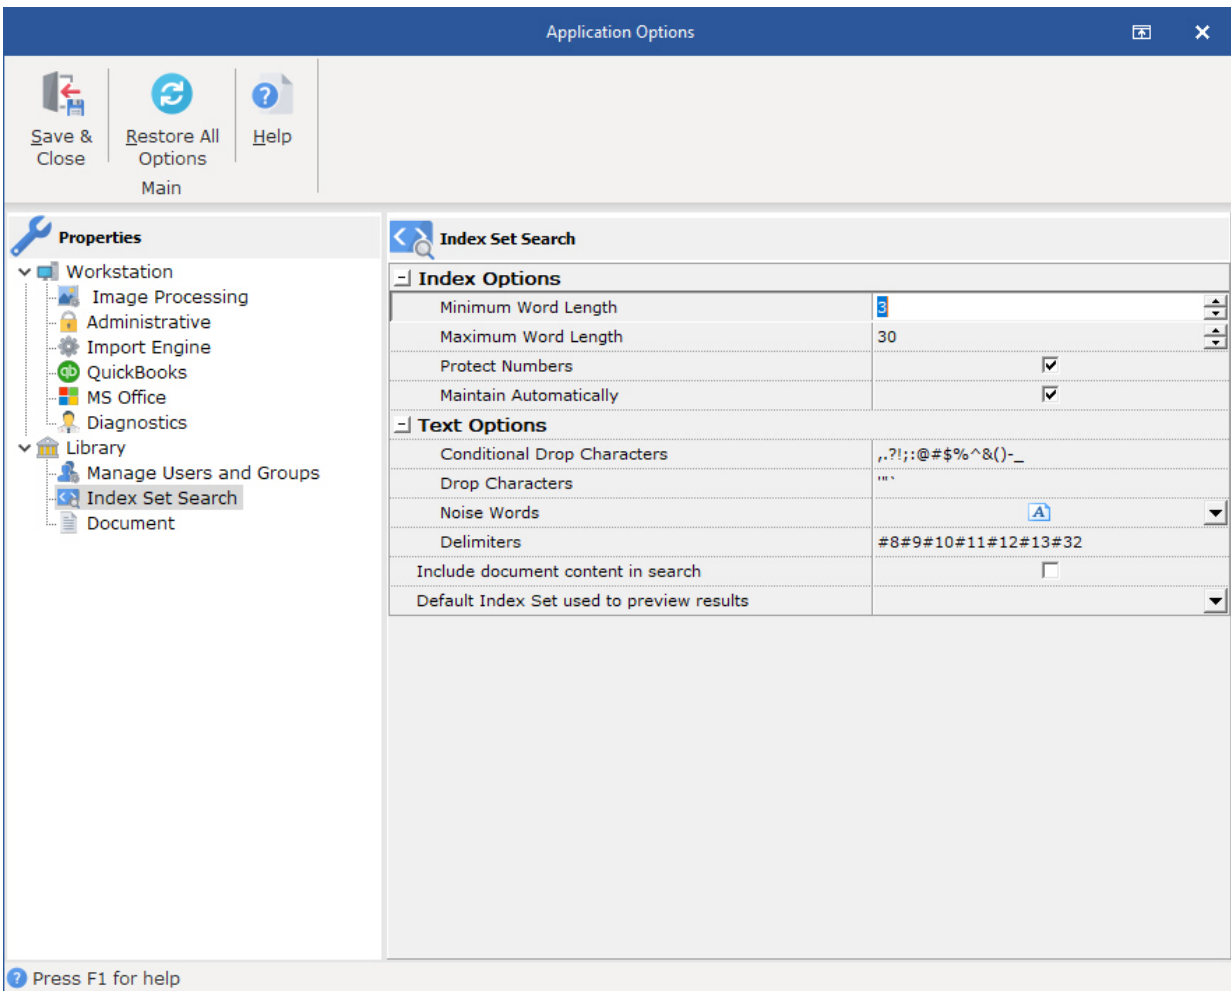 Application Options
Save & Close
Restore All Options
Help
Main
Properties
Workstation
Image Processing
Administrative
Import Engine
QuickBooks
MS Office
Diagnostics
Library
Manage Users and Groups
Index Set Search
Document
Index Set Search
Index Options
Minimum Word Length 3
Maximum Word Length 30
Protect Numbers
Maintain Automatically
Text Options
Conditional Drop Characters ,.?!;:@#$%^&()-_
Drop Characters '"`
Noise Words
Delimiters #8#9#10#11#12#13#32
Include document content in search
Default Index Set used to preview results
Press F1 for help